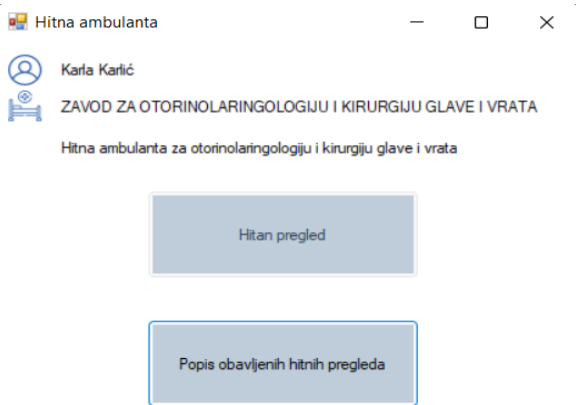 Hitna ambulanta
Karla Karlić
ZAVOD ZA OTORINOLARINGOLOGIJU I KIRURGIJU GLAVE I VRATA
Hitna ambulanta za otorinolaringologiju i kirurgiju glave i vrata
Hitan pregled
Popis obavljenih hitnih pregleda